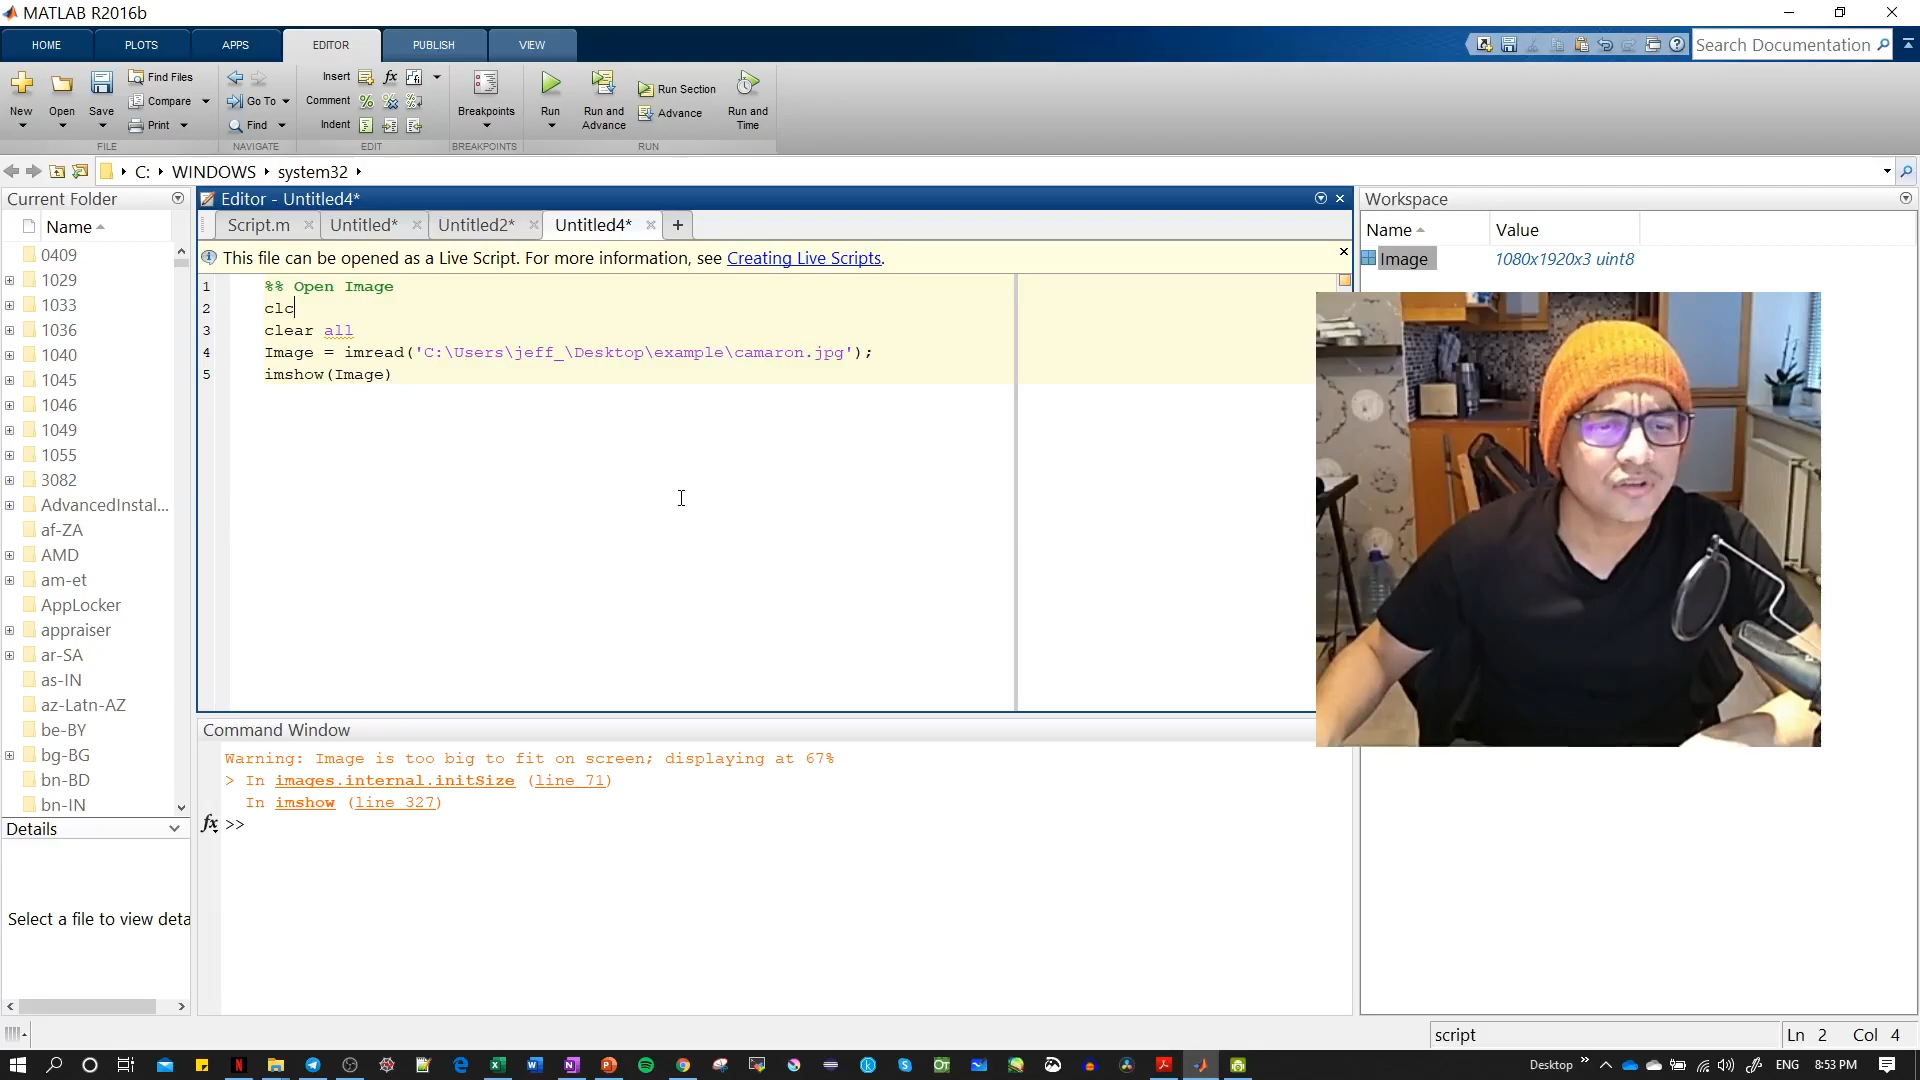 MATLAB R2016b
HOME PLOTS APPS EDITOR PUBLISH VIEW
Search Documentation
New Open Save Find Files Compare Print
Go To Find
Insert fx
Comment
Indent
Breakpoints
Run
Run and Advance
Run Section
Advance
Run and Time
FILE NAVIGATE EDIT BREAKPOINTS RUN
C: WINDOWS system32
Current Folder
Name
0409
1029
1033
1036
1040
1045
1046
1049
1055
3082
AdvancedInstal...
af-ZA
AMD
am-et
AppLocker
appraiser
ar-SA
as-IN
az-Latn-AZ
be-BY
bg-BG
bn-BD
bn-IN
Details
Select a file to view deta
Editor - Untitled4*
Script.m Untitled* Untitled2* Untitled4* +
This file can be opened as a Live Script. For more information, see Creating Live Scripts.
1 %% Open Image
2 clc
3 clear all
4 Image = imread('C:\Users\jeff_\Desktop\example\camaron.jpg');
5 imshow(Image)
Command Window
Warning: Image is too big to fit on screen; displaying at 67%
> In images.internal.initSize (line 71)
In imshow (line 327)
fx >>
Workspace
Name Value
Image 1080x1920x3 uint8
script Ln 2 Col 4
Desktop ENG 8:53 PM